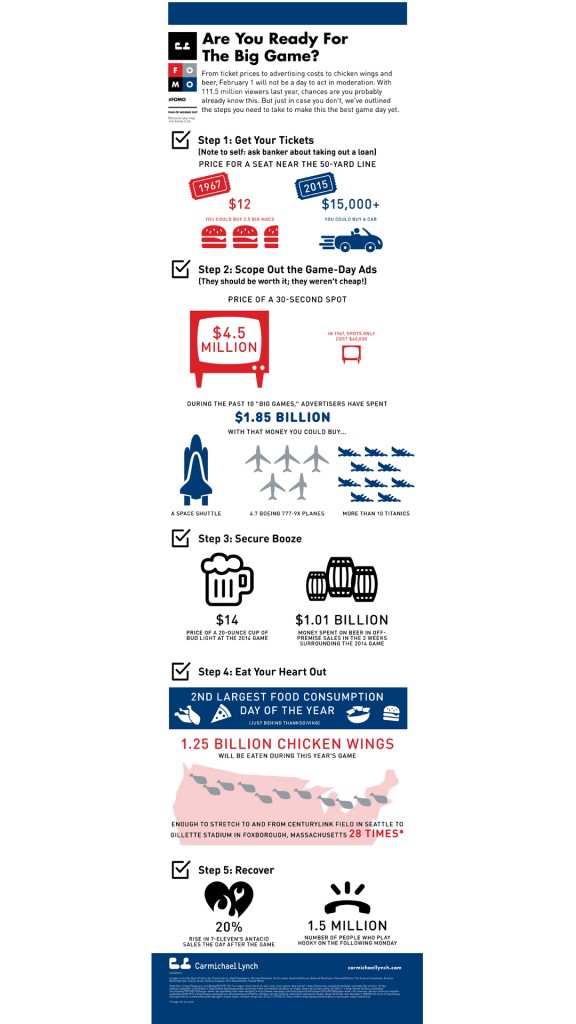 Are You Ready For
The Big Game?
From ticket prices to advertising costs to chicken wings and
beer, February 1 will not be a day to act in moderation. With
111.5 million viewers last year, chances are you probably
already know this. But just in case you don't, we've outlined
the steps you need to take to make this the best game day yet.
F O
M O
#FOMO
Step 1: Get Your Tickets
(Note to self: ask banker about taking out a loan)
PRICE FOR A SEAT NEAR THE 50-YARD LINE
1967
$12
YOU COULD BUY 2.5 BIG MACS
2015
$15,000+
YOU COULD BUY A CAR
Step 2: Scope Out the Game-Day Ads
(They should be worth it; they weren't cheap!)
PRICE OF A 30-SECOND SPOT
$4.5
MILLION
IN 1967, SPOTS ONLY
COST $40,000
DURING THE PAST 10 "BIG GAMES," ADVERTISERS HAVE SPENT
$1.85 BILLION
WITH THAT MONEY YOU COULD BUY...
A SPACE SHUTTLE
4.7 BOEING 777-9X PLANES
MORE THAN 10 TITANICS
Step 3: Secure Booze
$14
PRICE OF A 20-OUNCE CUP OF
BUD LIGHT AT THE 2014 GAME
$1.01 BILLION
MONEY SPENT ON BEER IN OFF-
PREMISE SALES IN THE 2 WEEKS
SURROUNDING THE 2014 GAME
Step 4: Eat Your Heart Out
2ND LARGEST FOOD CONSUMPTION
DAY OF THE YEAR
(JUST BEHIND THANKSGIVING)
1.25 BILLION CHICKEN WINGS
WILL BE EATEN DURING THIS YEAR'S GAME
ENOUGH TO STRETCH TO AND FROM CENTURYLINK FIELD IN SEATTLE TO
GILLETTE STADIUM IN FOXBOROUGH, MASSACHUSETTS 28 TIMES*
Step 5: Recover
20%
RISE IN 7-ELEVEN'S ANTACID
SALES THE DAY AFTER THE GAME
1.5 MILLION
NUMBER OF PEOPLE WHO PLAY
HOOKY ON THE FOLLOWING MONDAY
Carmichael Lynch
carmichaellynch.com